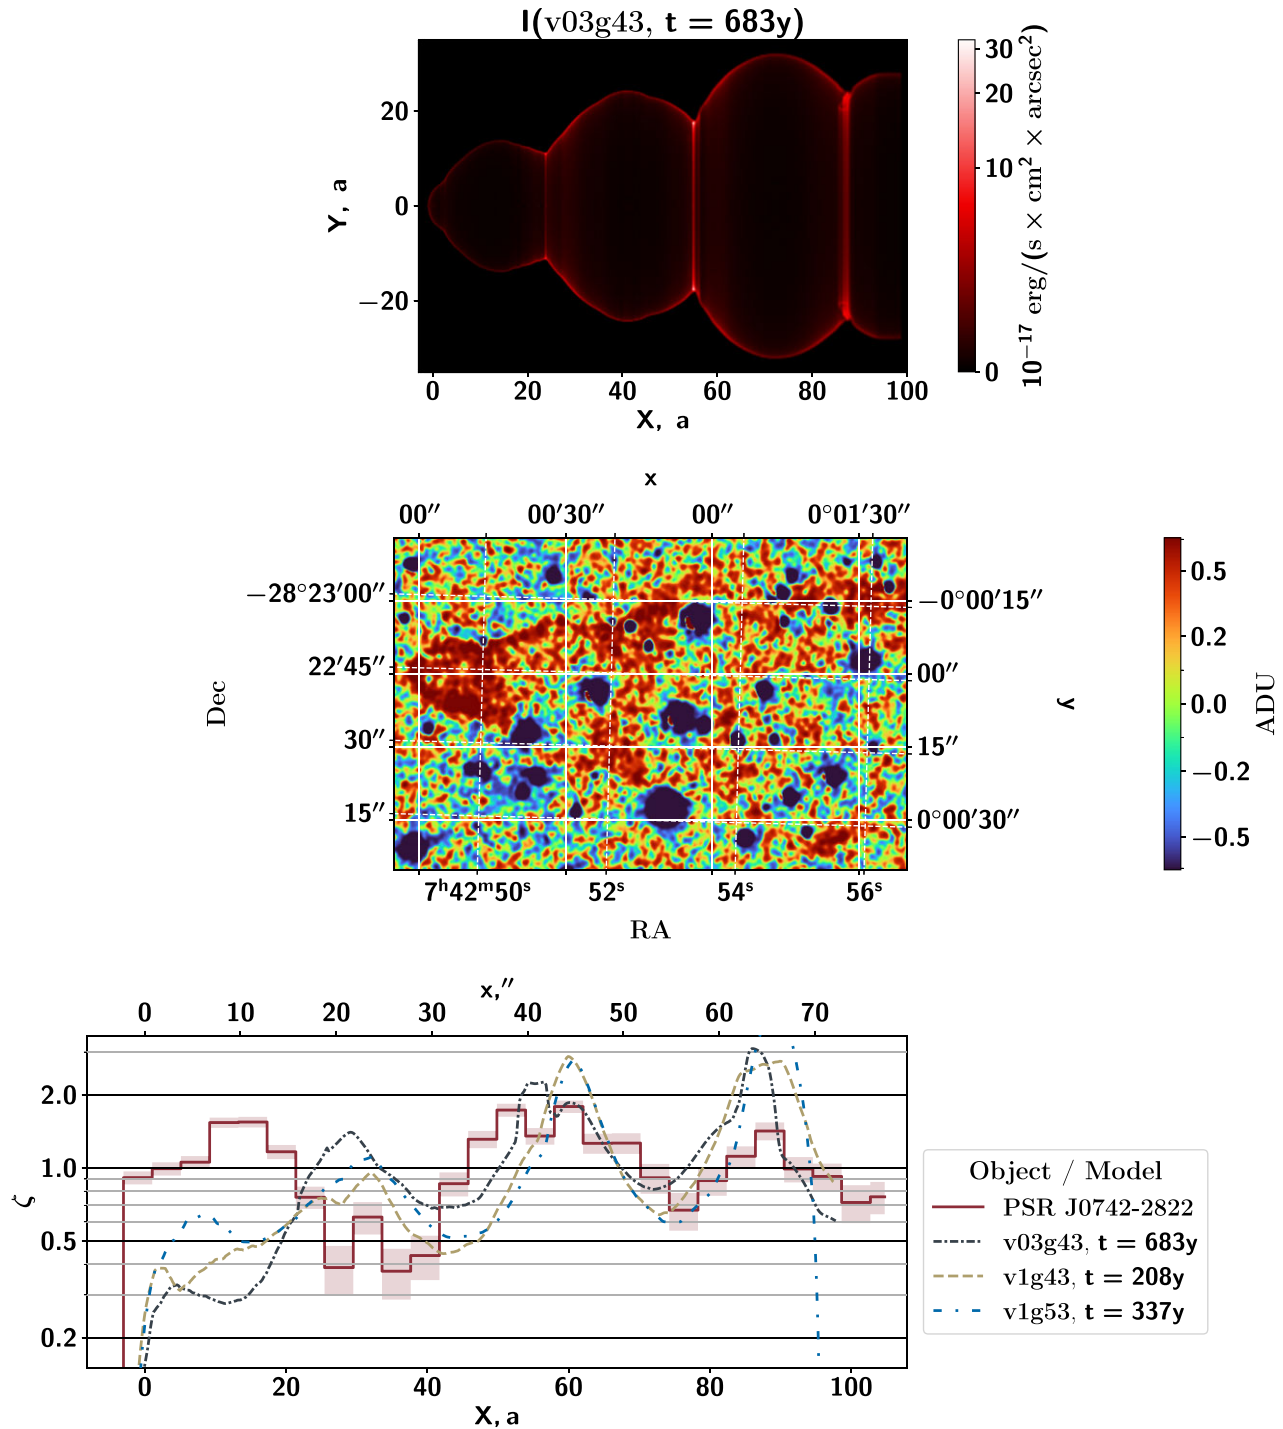 I(v03g43, t = 683y)
20
0
−20
Y, a
0 20 40 60 80 100
X, a
30
20
10
0
10⁻¹⁷ erg/(s × cm² × arcsec²)
x
00″ 00′30″ 00″ 0°01′30″
−28°23′00″
22′45″
30″
15″
Dec
−0°00′15″
00″
15″
0°00′30″
y
7ʰ42ᵐ50ˢ 52ˢ 54ˢ 56ˢ
RA
0.5
0.2
0.0
−0.2
−0.5
ADU
x,″
0 10 20 30 40 50 60 70
2.0
1.0
0.5
0.2
ζ
0 20 40 60 80 100
X, a
Object / Model
PSR J0742-2822
v03g43, t = 683y
v1g43, t = 208y
v1g53, t = 337y